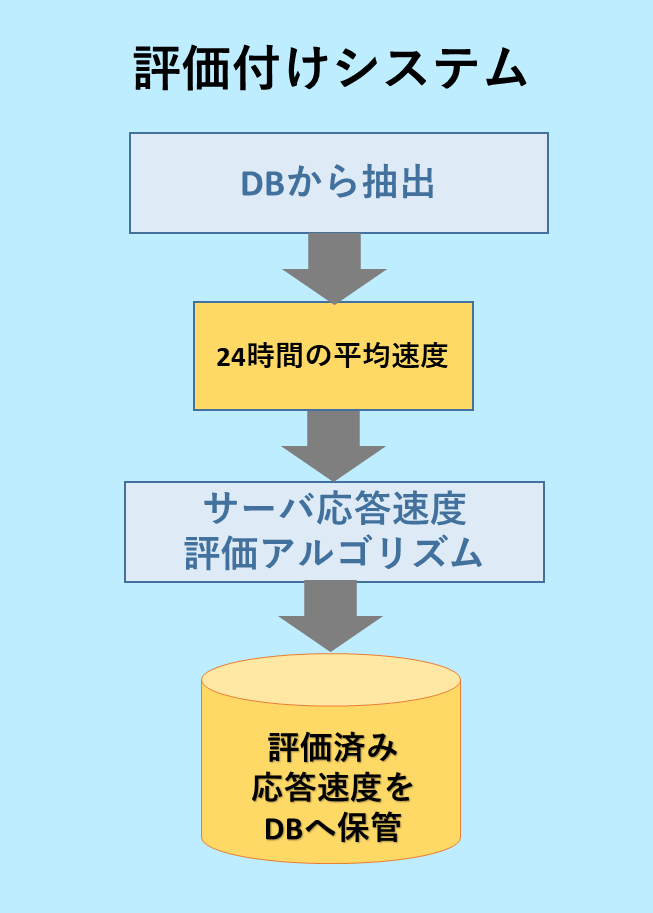 評価付けシステム
DBから抽出
24時間の平均速度
サーバ応答速度
評価アルゴリズム
評価済み
応答速度を
DBへ保管